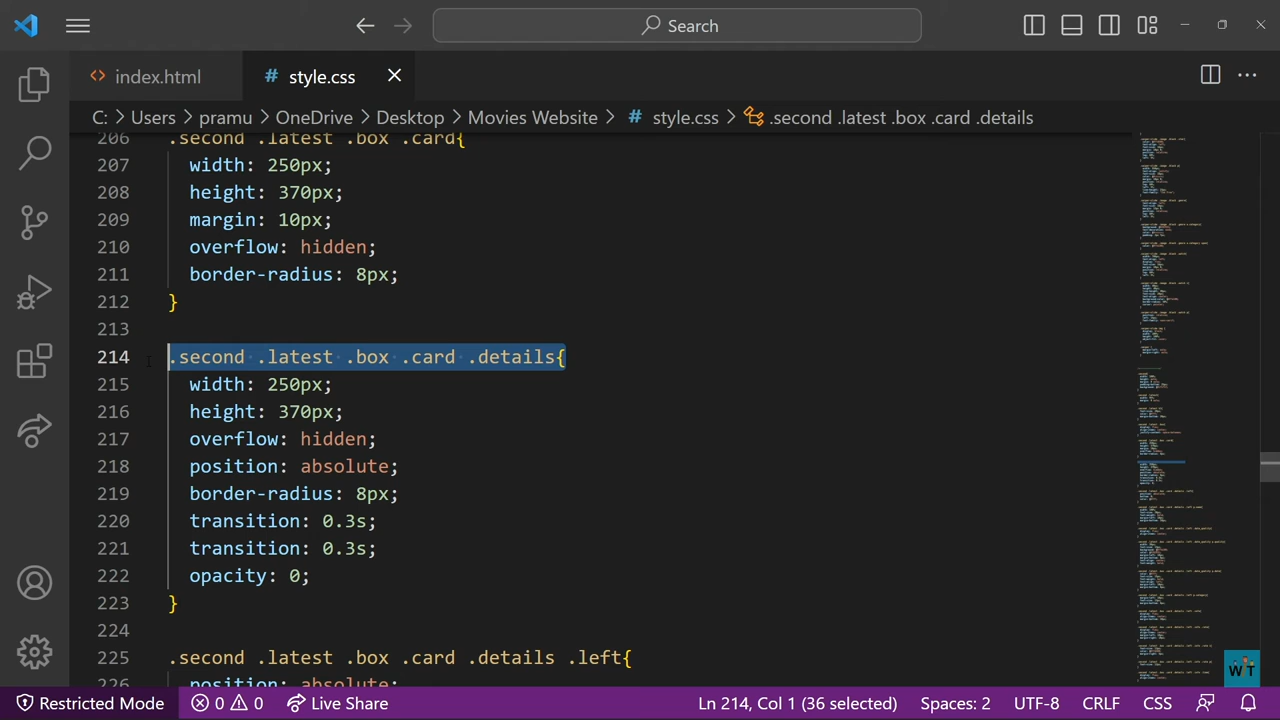 Search
index.html
# style.css
C: > Users > pramu > OneDrive > Desktop > Movies Website > # style.css > .second .latest .box .card .details
206 .second .latest .box .card{
207 width: 250px;
208 height: 370px;
209 margin: 10px;
210 overflow: hidden;
211 border-radius: 8px;
212 }
213
214 .second .latest .box .card .details{
215 width: 250px;
216 height: 370px;
217 overflow: hidden;
218 position: absolute;
219 border-radius: 8px;
220 transition: 0.3s;
221 transition: 0.3s;
222 opacity: 0;
223 }
224
225 .second .latest .box .card .details .left{
226 position: absolute;
WT
Restricted Mode 0 0 Live Share Ln 214, Col 1 (36 selected) Spaces: 2 UTF-8 CRLF CSS